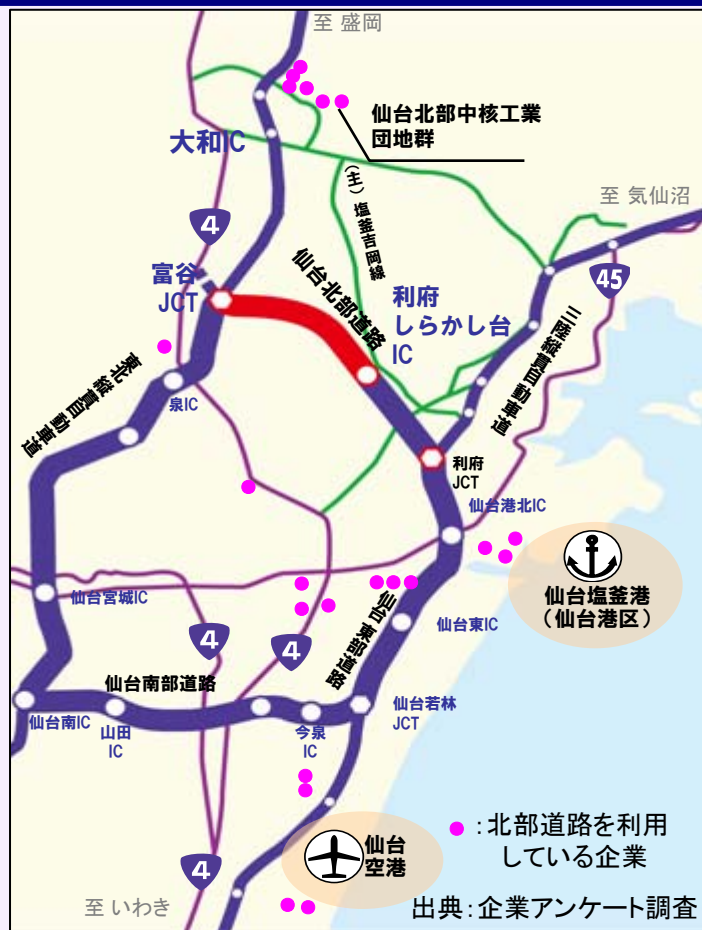 至 盛岡
仙台北部中核工業
団地群
大和IC
(主)塩釜吉岡線
至 気仙沼
4
45
富谷
JCT
仙台北部道路
利府
しらかし台
IC
三陸縦貫自動車道
東北縦貫自動車道
泉IC
利府
JCT
仙台港北IC
仙台塩釜港
(仙台港区)
仙台宮城IC
仙台東IC
仙台東部道路
4
4
仙台南部道路
仙台南IC
山田
IC
今泉
IC
仙台若林
JCT
仙台
空港
:北部道路を利用
している企業
4
至 いわき
出典:企業アンケート調査